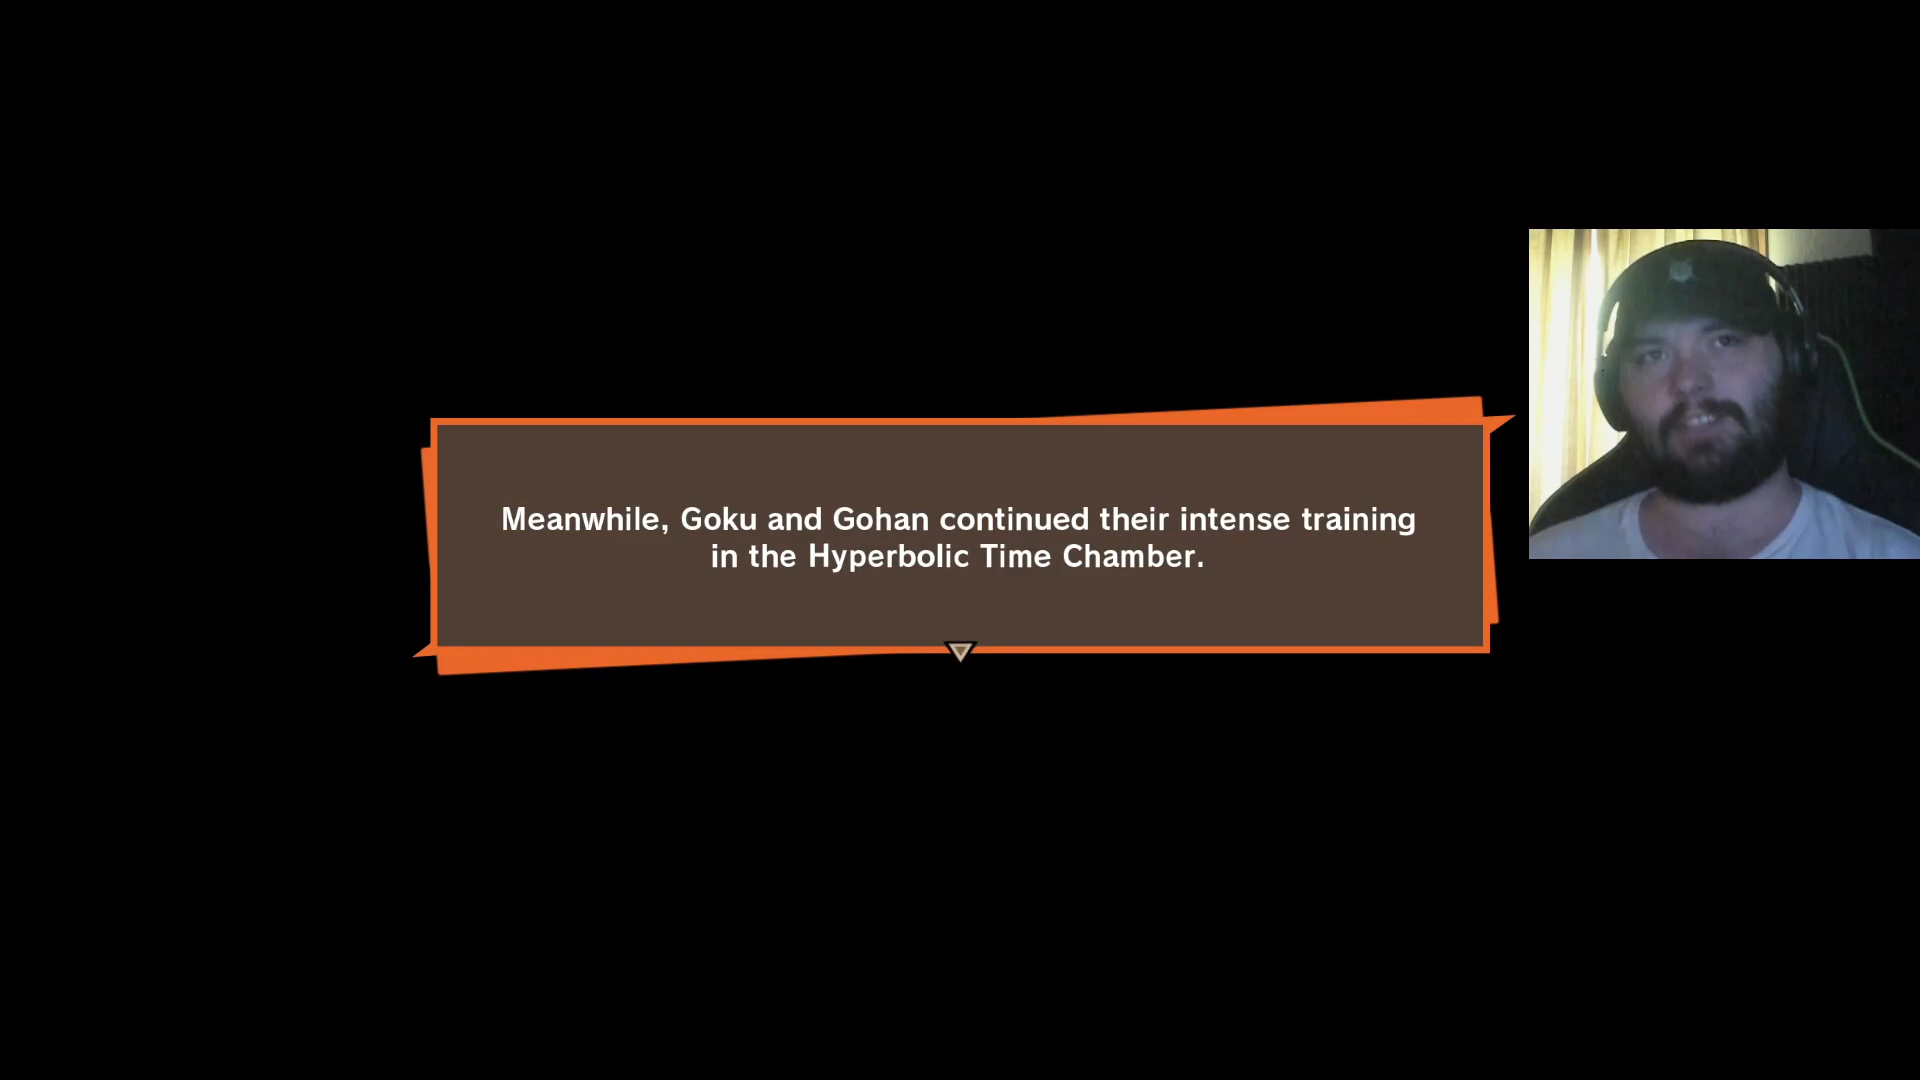 Meanwhile, Goku and Gohan continued their intense training
in the Hyperbolic Time Chamber.